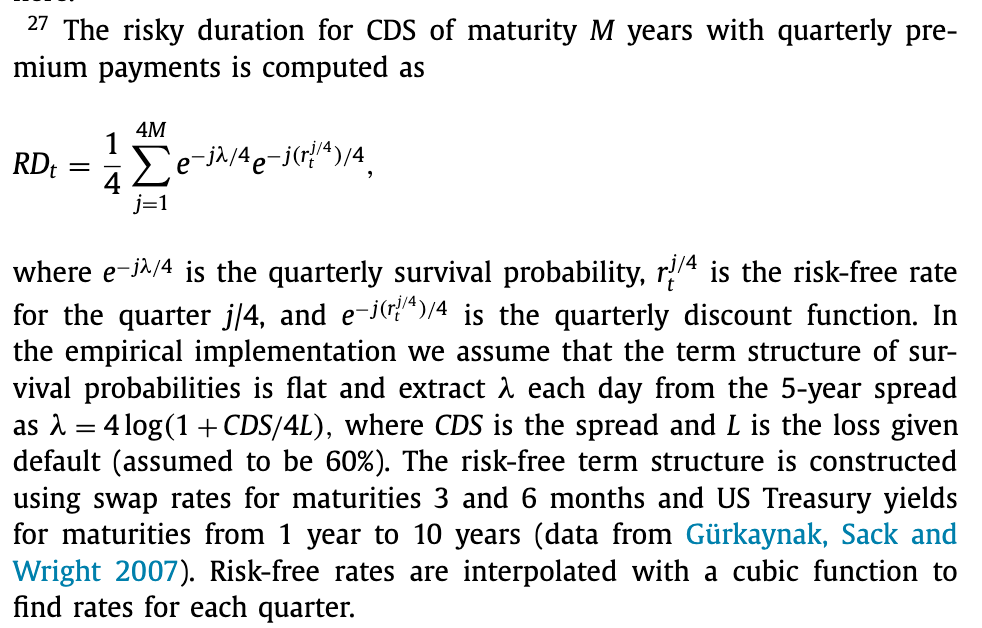 27 The risky duration for CDS of maturity M years with quarterly pre-
mium payments is computed as
RD_t = \frac{1}{4} \sum_{j=1}^{4M} e^{-jλ/4} e^{-j(r_t^{j/4})/4},
where e^{-jλ/4} is the quarterly survival probability, r_t^{j/4} is the risk-free rate
for the quarter j/4, and e^{-j(r_t^{j/4})/4} is the quarterly discount function. In
the empirical implementation we assume that the term structure of sur-
vival probabilities is flat and extract λ each day from the 5-year spread
as λ = 4 log(1 + CDS/4L), where CDS is the spread and L is the loss given
default (assumed to be 60%). The risk-free term structure is constructed
using swap rates for maturities 3 and 6 months and US Treasury yields
for maturities from 1 year to 10 years (data from Gürkaynak, Sack and
Wright 2007). Risk-free rates are interpolated with a cubic function to
find rates for each quarter.